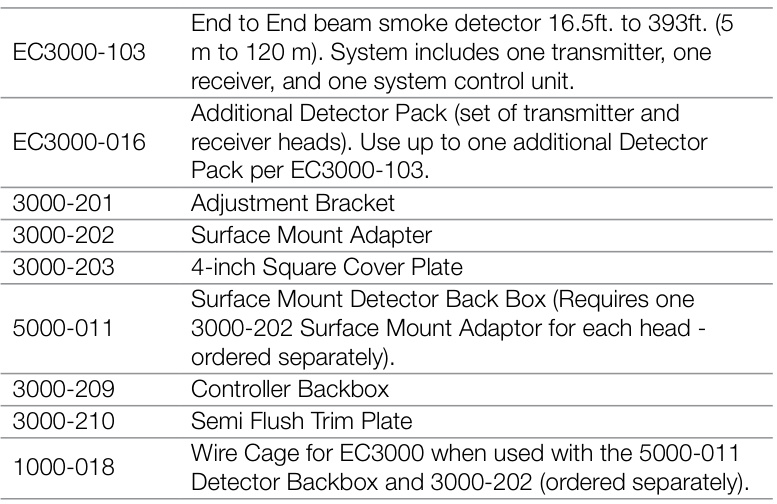 End to End beam smoke detector 16.5ft. to 393ft. (5
EC3000-103 m to 120 m). System includes one transmitter, one
receiver, and one system control unit.
Additional Detector Pack (set of transmitter and
EC3000-016 receiver heads). Use up to one additional Detector
Pack per EC3000-103.
3000-201 Adjustment Bracket
3000-202 Surface Mount Adapter
3000-203 4-inch Square Cover Plate
Surface Mount Detector Back Box (Requires one
5000-011 3000-202 Surface Mount Adaptor for each head -
ordered separately).
3000-209 Controller Backbox
3000-210 Semi Flush Trim Plate
1000-018 Wire Cage for EC3000 when used with the 5000-011
Detector Backbox and 3000-202 (ordered separately).